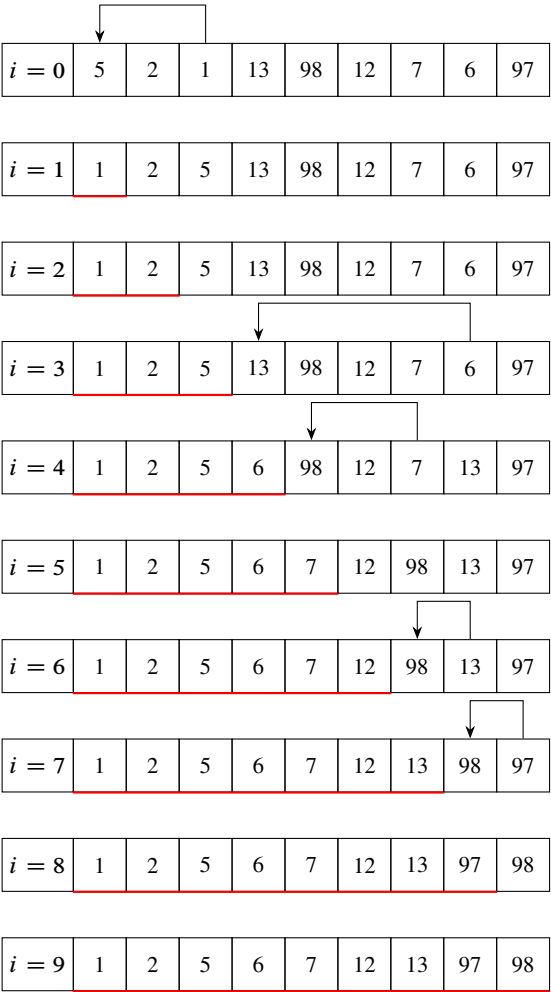 i = 0 5 2 1 13 98 12 7 6 97
i = 1 1 2 5 13 98 12 7 6 97
i = 2 1 2 5 13 98 12 7 6 97
i = 3 1 2 5 13 98 12 7 6 97
i = 4 1 2 5 6 98 12 7 13 97
i = 5 1 2 5 6 7 12 98 13 97
i = 6 1 2 5 6 7 12 98 13 97
i = 7 1 2 5 6 7 12 13 98 97
i = 8 1 2 5 6 7 12 13 97 98
i = 9 1 2 5 6 7 12 13 97 98